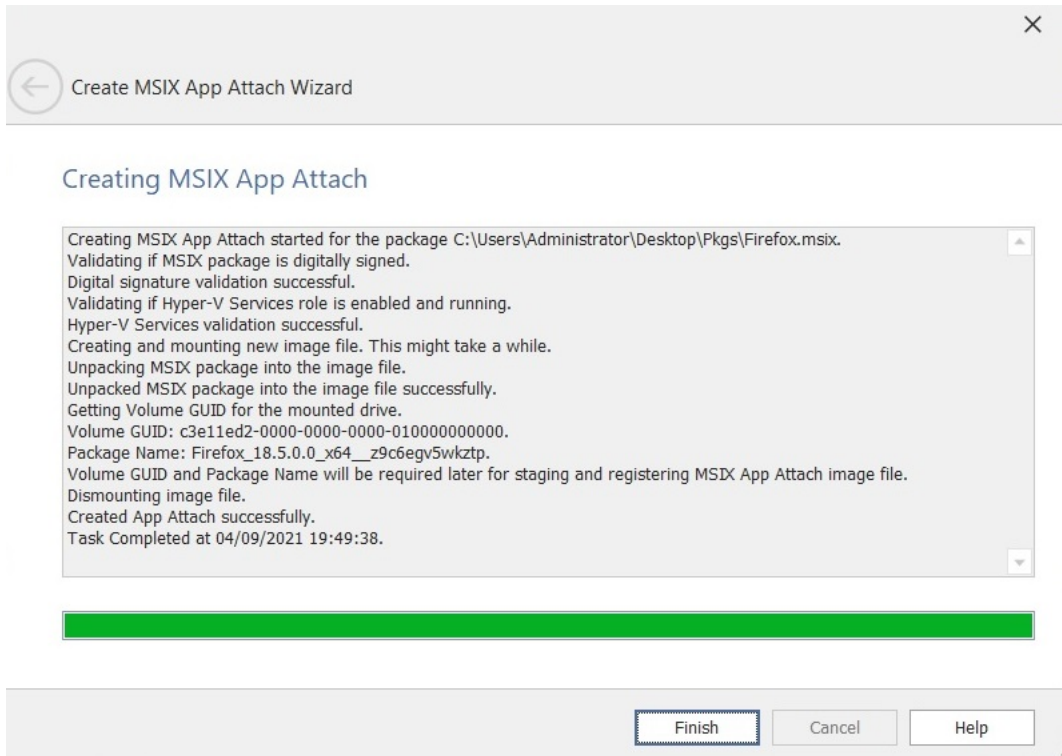 Create MSIX App Attach Wizard
Creating MSIX App Attach
Creating MSIX App Attach started for the package C:\Users\Administrator\Desktop\Pkgs\Firefox.msix.
Validating if MSIX package is digitally signed.
Digital signature validation successful.
Validating if Hyper-V Services role is enabled and running.
Hyper-V Services validation successful.
Creating and mounting new image file. This might take a while.
Unpacking MSIX package into the image file.
Unpacked MSIX package into the image file successfully.
Getting Volume GUID for the mounted drive.
Volume GUID: c3e11ed2-0000-0000-0000-010000000000.
Package Name: Firefox_18.5.0.0_x64__z9c6egv5wkztp.
Volume GUID and Package Name will be required later for staging and registering MSIX App Attach image file.
Dismounting image file.
Created App Attach successfully.
Task Completed at 04/09/2021 19:49:38.
Finish Cancel Help